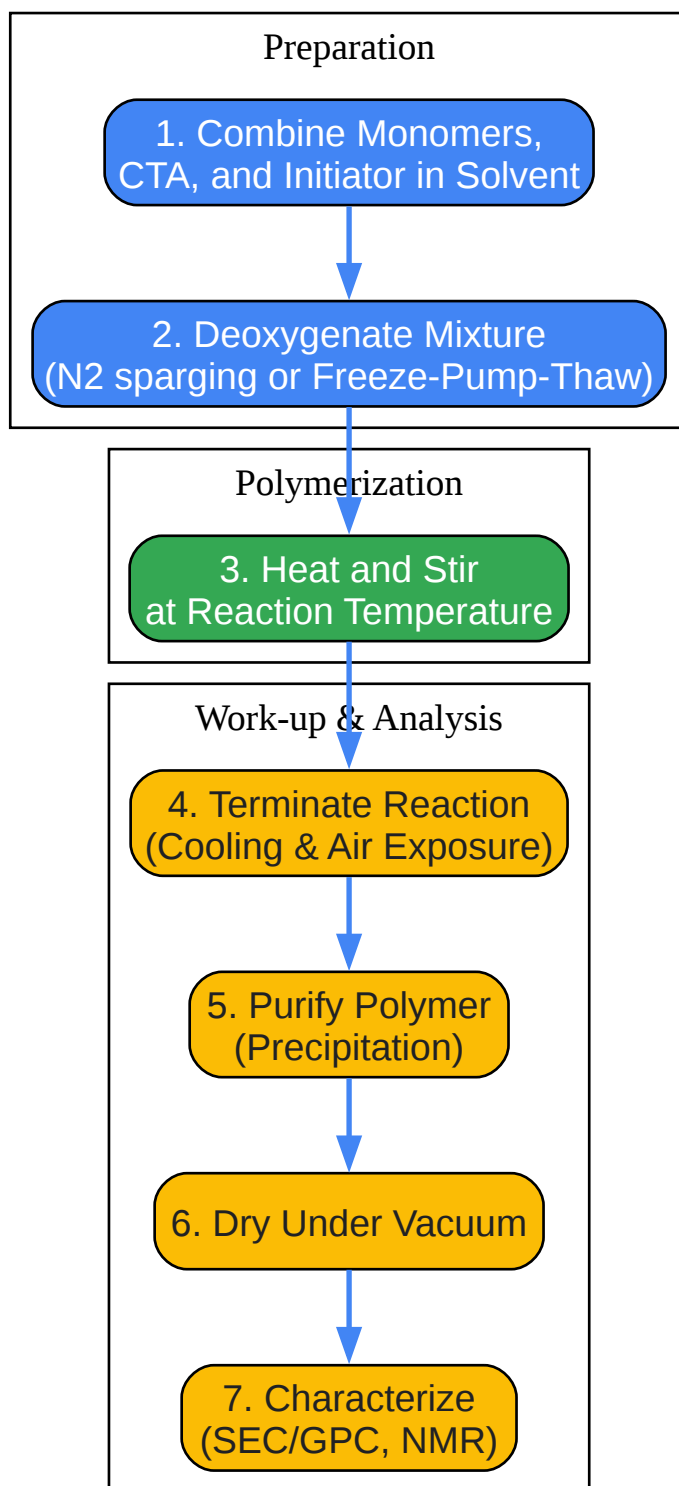 Preparation
1. Combine Monomers,
CTA, and Initiator in Solvent
2. Deoxygenate Mixture
(N2 sparging or Freeze-Pump-Thaw)
Polymerization
3. Heat and Stir
at Reaction Temperature
Work-up & Analysis
4. Terminate Reaction
(Cooling & Air Exposure)
5. Purify Polymer
(Precipitation)
6. Dry Under Vacuum
7. Characterize
(SEC/GPC, NMR)